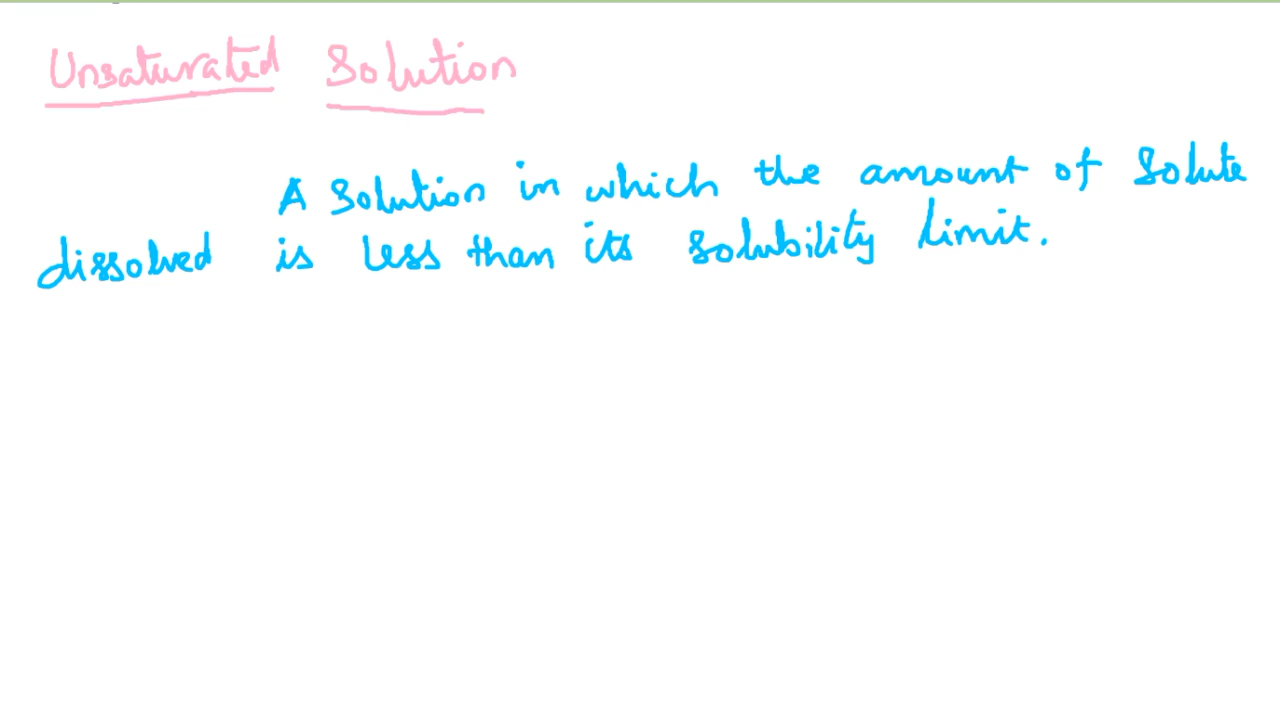 Unsaturated Solution
A Solution in which the amount of Solute
dissolved is less than its solubility limit.